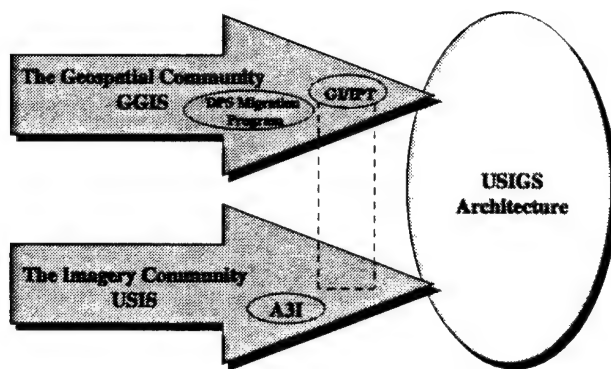 The Geospatial Community
GGIS
DPS Migration
Program
GI/IPT
USIGS
Architecture
The Imagery Community
USIS
A3I